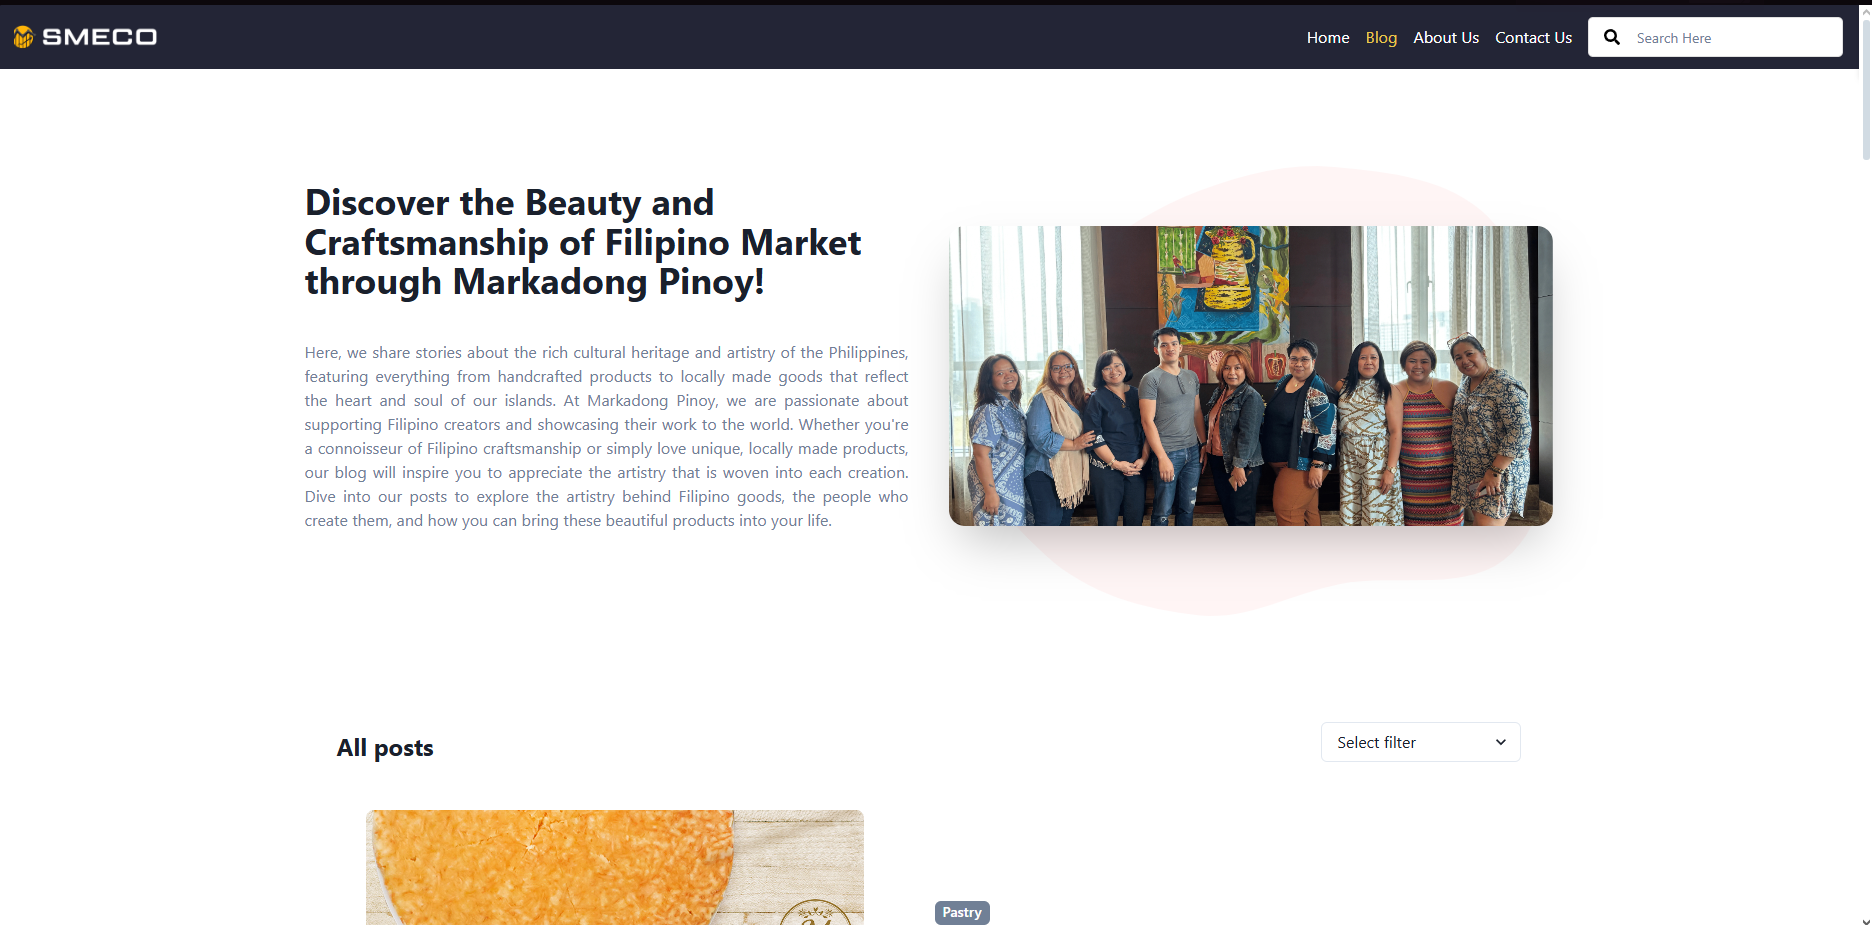 SMECO
Home Blog About Us Contact Us Search Here
Discover the Beauty and
Craftsmanship of Filipino Market
through Markadong Pinoy!
Here, we share stories about the rich cultural heritage and artistry of the Philippines,
featuring everything from handcrafted products to locally made goods that reflect
the heart and soul of our islands. At Markadong Pinoy, we are passionate about
supporting Filipino creators and showcasing their work to the world. Whether you're
a connoisseur of Filipino craftsmanship or simply love unique, locally made products,
our blog will inspire you to appreciate the artistry that is woven into each creation.
Dive into our posts to explore the artistry behind Filipino goods, the people who
create them, and how you can bring these beautiful products into your life.
All posts
Select filter
Pastry